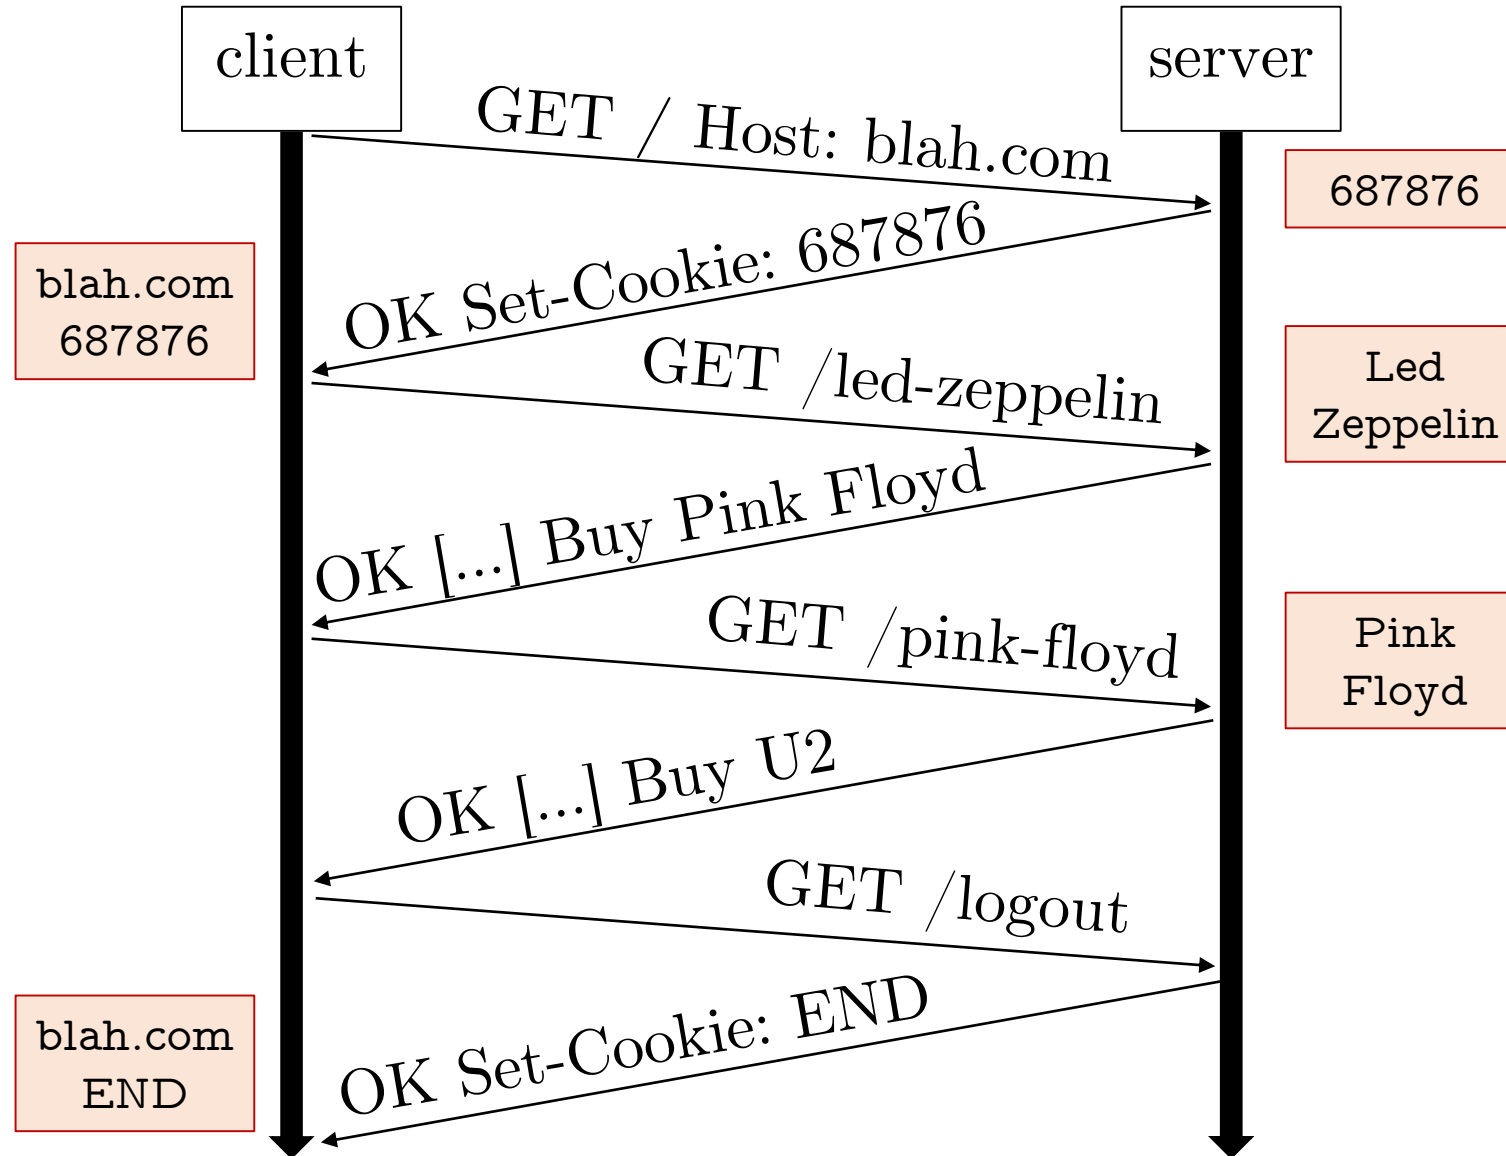 client
server
GET / Host: blah.com
687876
OK Set-Cookie: 687876
blah.com
687876
GET /led-zeppelin
Led
Zeppelin
OK [...] Buy Pink Floyd
GET /pink-floyd
Pink
Floyd
OK [...] Buy U2
GET /logout
OK Set-Cookie: END
blah.com
END